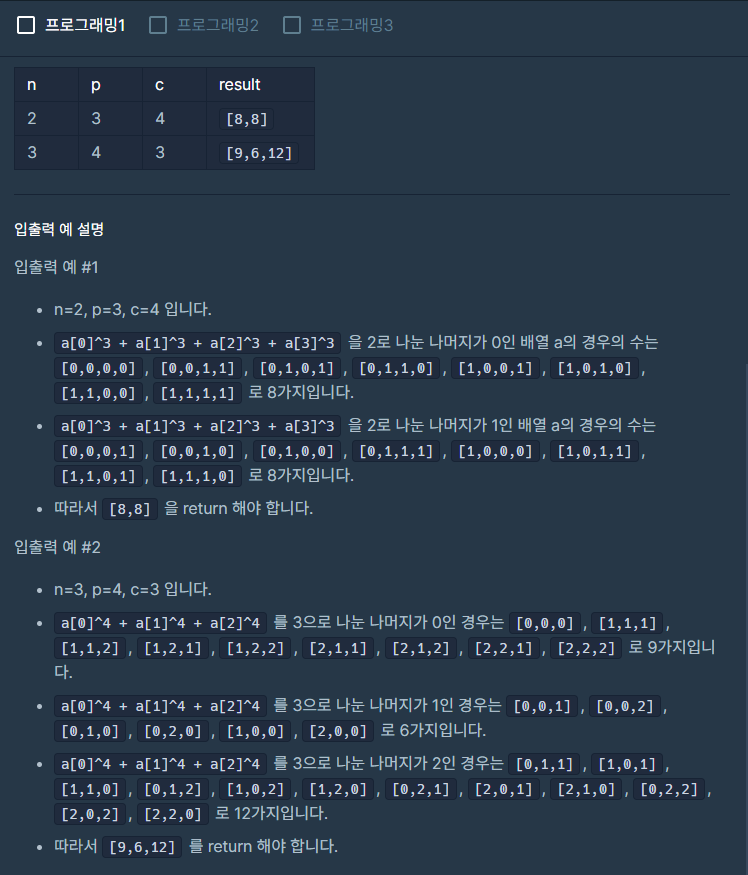 프로그래밍1 프로그래밍2 프로그래밍3
n p c result
2 3 4 [8,8]
3 4 3 [9,6,12]
입출력 예 설명
입출력 예 #1
n=2, p=3, c=4 입니다.
a[0]^3 + a[1]^3 + a[2]^3 + a[3]^3 을 2로 나눈 나머지가 0인 배열 a의 경우의 수는
[0,0,0,0] , [0,0,1,1] , [0,1,0,1] , [0,1,1,0] , [1,0,0,1] , [1,0,1,0] ,
[1,1,0,0] , [1,1,1,1] 로 8가지입니다.
a[0]^3 + a[1]^3 + a[2]^3 + a[3]^3 을 2로 나눈 나머지가 1인 배열 a의 경우의 수는
[0,0,0,1] , [0,0,1,0] , [0,1,0,0] , [0,1,1,1] , [1,0,0,0] , [1,0,1,1] ,
[1,1,0,1] , [1,1,1,0] 로 8가지입니다.
따라서 [8,8] 을 return 해야 합니다.
입출력 예 #2
n=3, p=4, c=3 입니다.
a[0]^4 + a[1]^4 + a[2]^4 를 3으로 나눈 나머지가 0인 경우는 [0,0,0] , [1,1,1] ,
[1,1,2] , [1,2,1] , [1,2,2] , [2,1,1] , [2,1,2] , [2,2,1] , [2,2,2] 로 9가지입니
다.
a[0]^4 + a[1]^4 + a[2]^4 를 3으로 나눈 나머지가 1인 경우는 [0,0,1] , [0,0,2] ,
[0,1,0] , [0,2,0] , [1,0,0] , [2,0,0] 로 6가지입니다.
a[0]^4 + a[1]^4 + a[2]^4 를 3으로 나눈 나머지가 2인 경우는 [0,1,1] , [1,0,1] ,
[1,1,0] , [0,1,2] , [1,0,2] , [1,2,0] , [0,2,1] , [2,0,1] , [2,1,0] , [0,2,2] ,
[2,0,2] , [2,2,0] 로 12가지입니다.
따라서 [9,6,12] 를 return 해야 합니다.